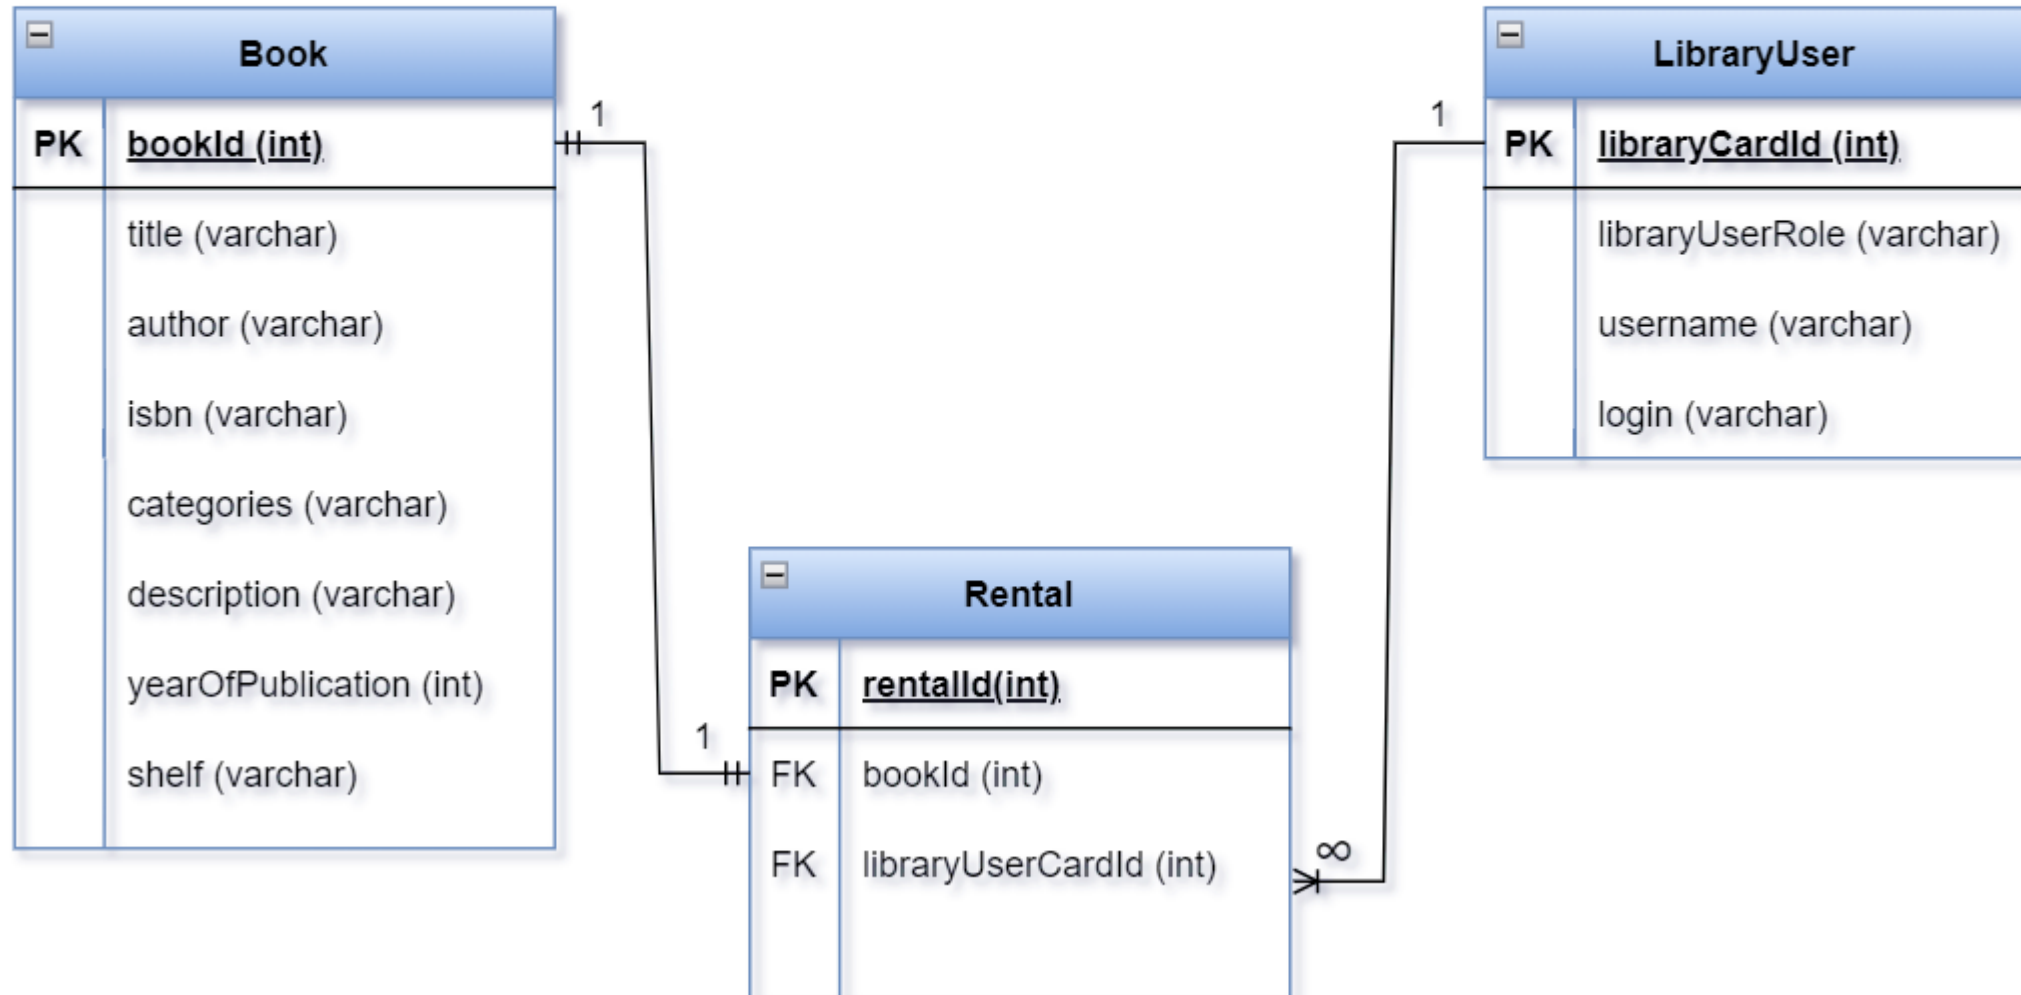 Book
PK bookId (int)
title (varchar)
author (varchar)
isbn (varchar)
categories (varchar)
description (varchar)
yearOfPublication (int)
shelf (varchar)
1
1
LibraryUser
PK libraryCardId (int)
libraryUserRole (varchar)
username (varchar)
login (varchar)
1
∞
Rental
PK rentalId(int)
FK bookId (int)
FK libraryUserCardId (int)